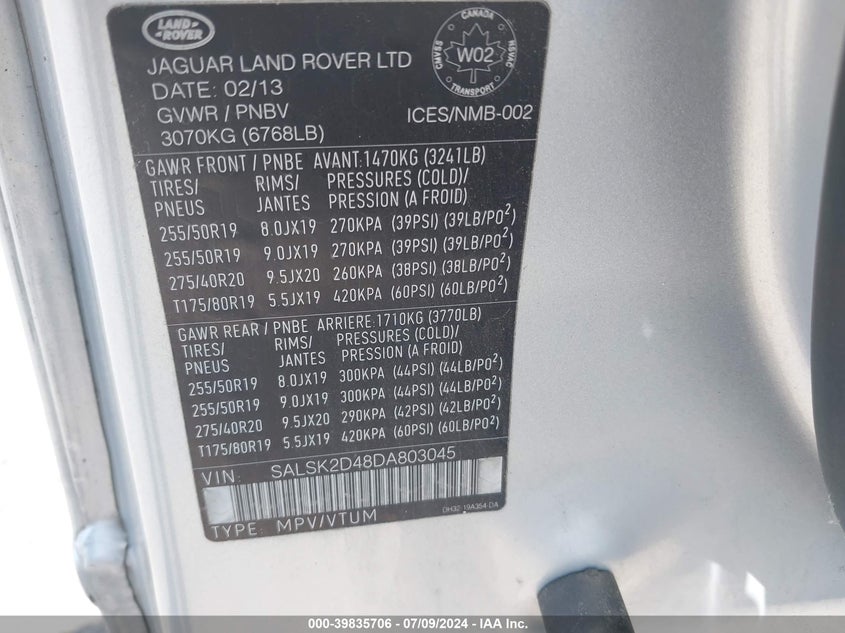 LAND
ROVER
JAGUAR LAND ROVER LTD
DATE: 02/13
GVWR / PNBV
3070KG (6768LB)
CANADA
CMVSS
W02
NSVAC
TRANSPORT
ICES/NMB-002
GAWR FRONT / PNBE AVANT:1470KG (3241LB)
TIRES/ RIMS/ PRESSURES (COLD)/
PNEUS JANTES PRESSION (A FROID)
255/50R19 8.0JX19 270KPA (39PSI) (39LB/PO²)
255/50R19 9.0JX19 270KPA (39PSI) (39LB/PO²)
275/40R20 9.5JX20 260KPA (38PSI) (38LB/PO²)
T175/80R19 5.5JX19 420KPA (60PSI) (60LB/PO²)
GAWR REAR / PNBE ARRIERE:1710KG (3770LB)
TIRES/ RIMS/ PRESSURES (COLD)/
PNEUS JANTES PRESSION (A FROID)
255/50R19 8.0JX19 300KPA (44PSI) (44LB/PO²)
255/50R19 9.0JX19 300KPA (44PSI) (44LB/PO²)
275/40R20 9.5JX20 290KPA (42PSI) (42LB/PO²)
T175/80R19 5.5JX19 420KPA (60PSI) (60LB/PO²)
VIN: SALSK2D48DA803045
TYPE: MPV/VTUM
DH32 19A354 DA
000-39835706 - 07/09/2024 - IAA Inc.